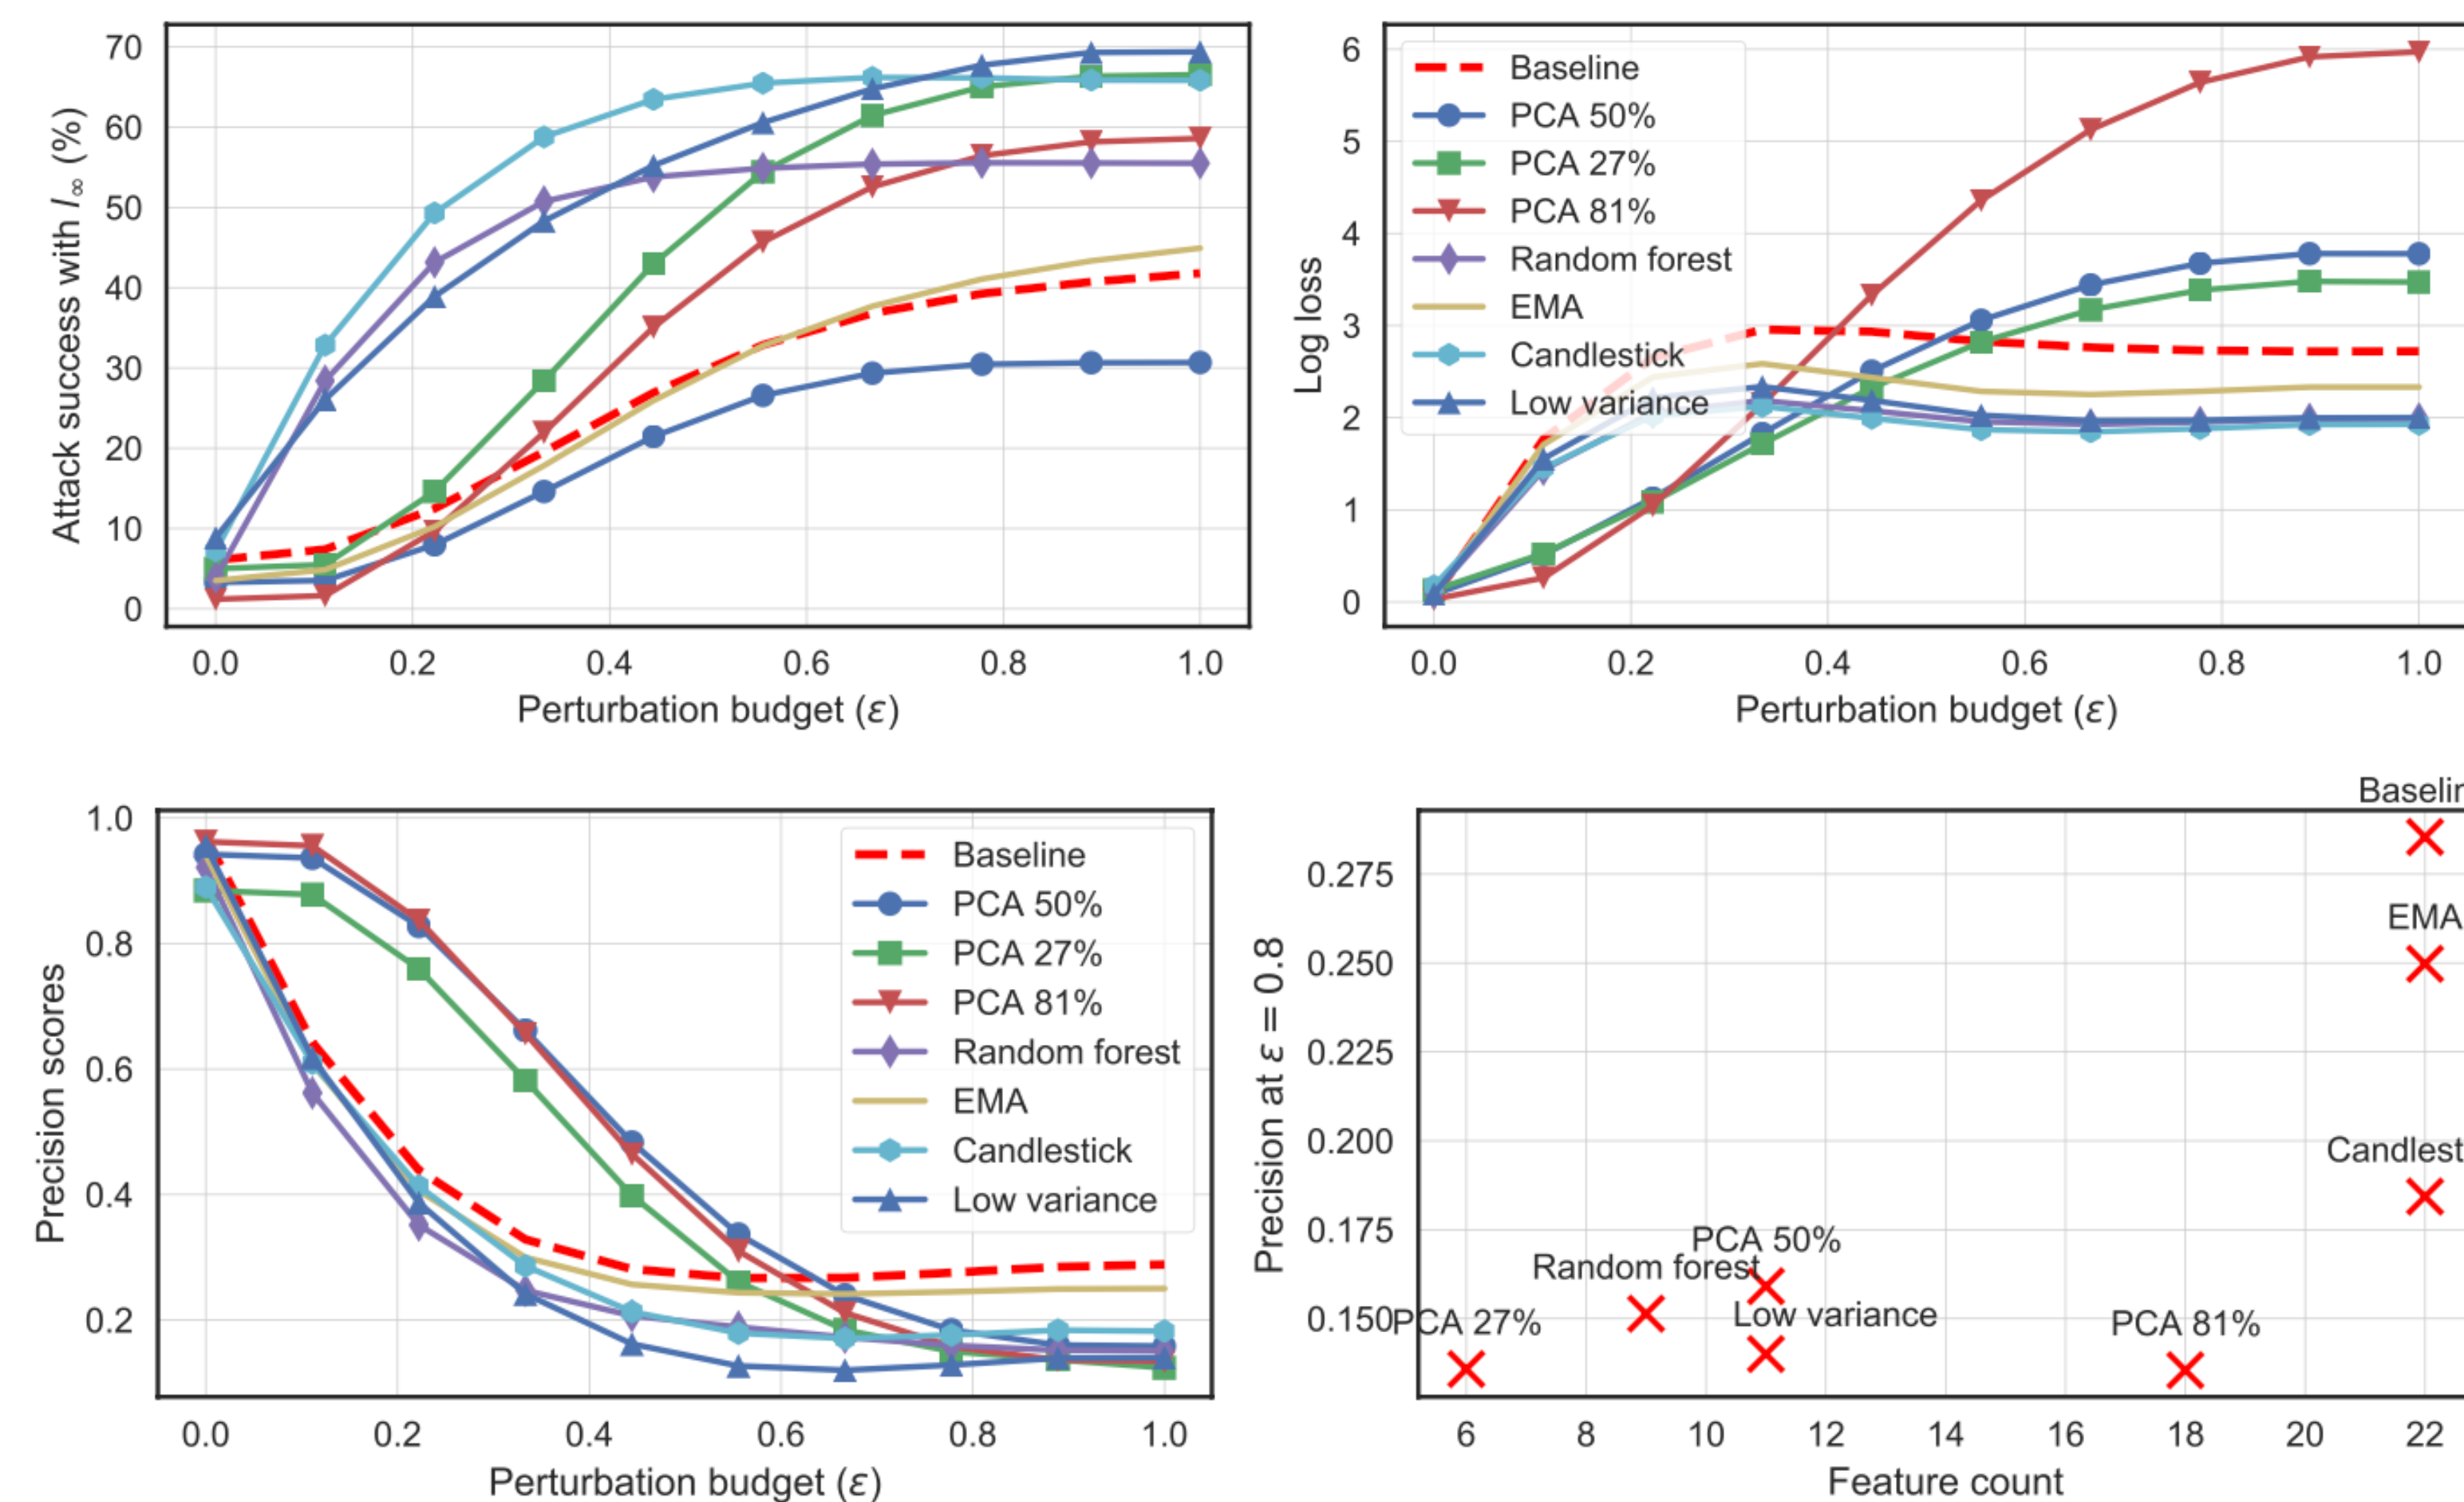 70
60
50
40
30
20
10
0
Attack success with l∞ (%)
0.0 0.2 0.4 0.6 0.8 1.0
Perturbation budget (ε)
6
5
4
3
2
1
0
Log loss
Baseline
PCA 50%
PCA 27%
PCA 81%
Random forest
EMA
Candlestick
Low variance
0.0 0.2 0.4 0.6 0.8 1.0
Perturbation budget (ε)
1.0
0.8
0.6
0.4
0.2
Precision scores
Baseline
PCA 50%
PCA 27%
PCA 81%
Random forest
EMA
Candlestick
Low variance
0.0 0.2 0.4 0.6 0.8 1.0
Perturbation budget (ε)
0.275
0.250
0.225
0.200
0.175
0.150
Precision at ε = 0.8
Baselin
EMA
Candlest
PCA 50%
Random forest
Low variance
PCA 27%
PCA 81%
6 8 10 12 14 16 18 20 22
Feature count